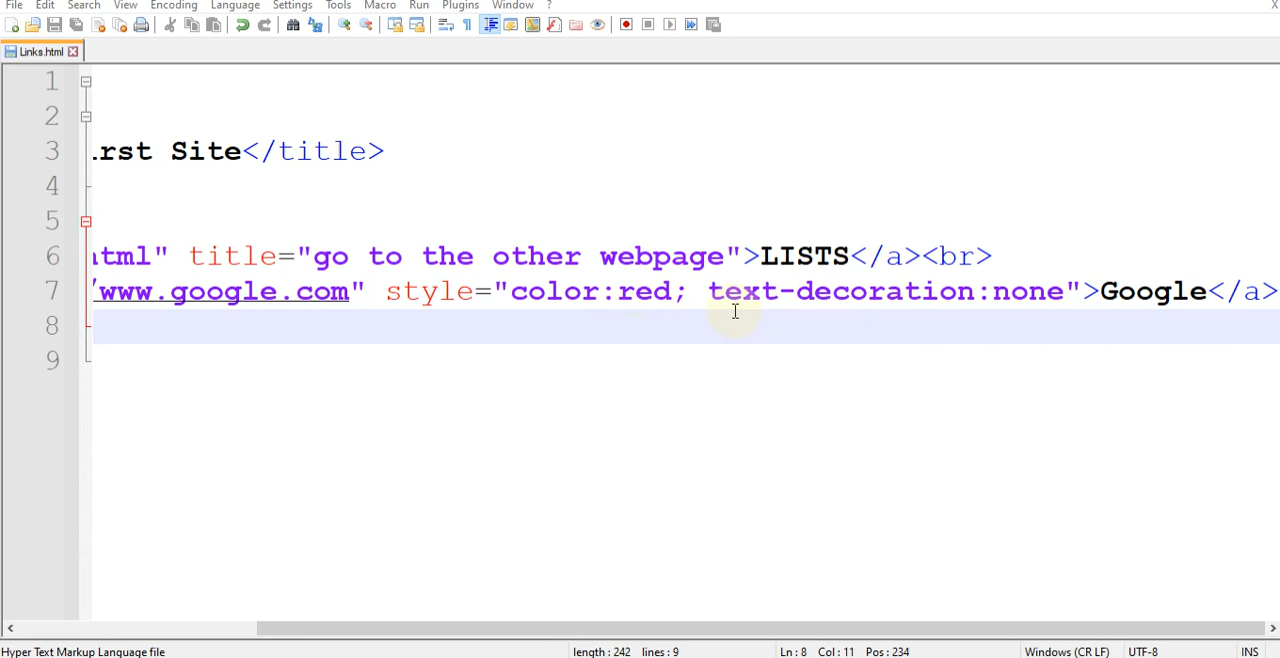 File Edit Search View Encoding Language Settings Tools Macro Run Plugins Window ? X
Links.html
1
2
3 irst Site</title>
4
5
6 html" title="go to the other webpage">LISTS</a><br>
7 /www.google.com" style="color:red; text-decoration:none">Google</a>
8
9
Hyper Text Markup Language file length : 242 lines : 9 Ln : 8 Col : 11 Pos : 234 Windows (CR LF) UTF-8 INS